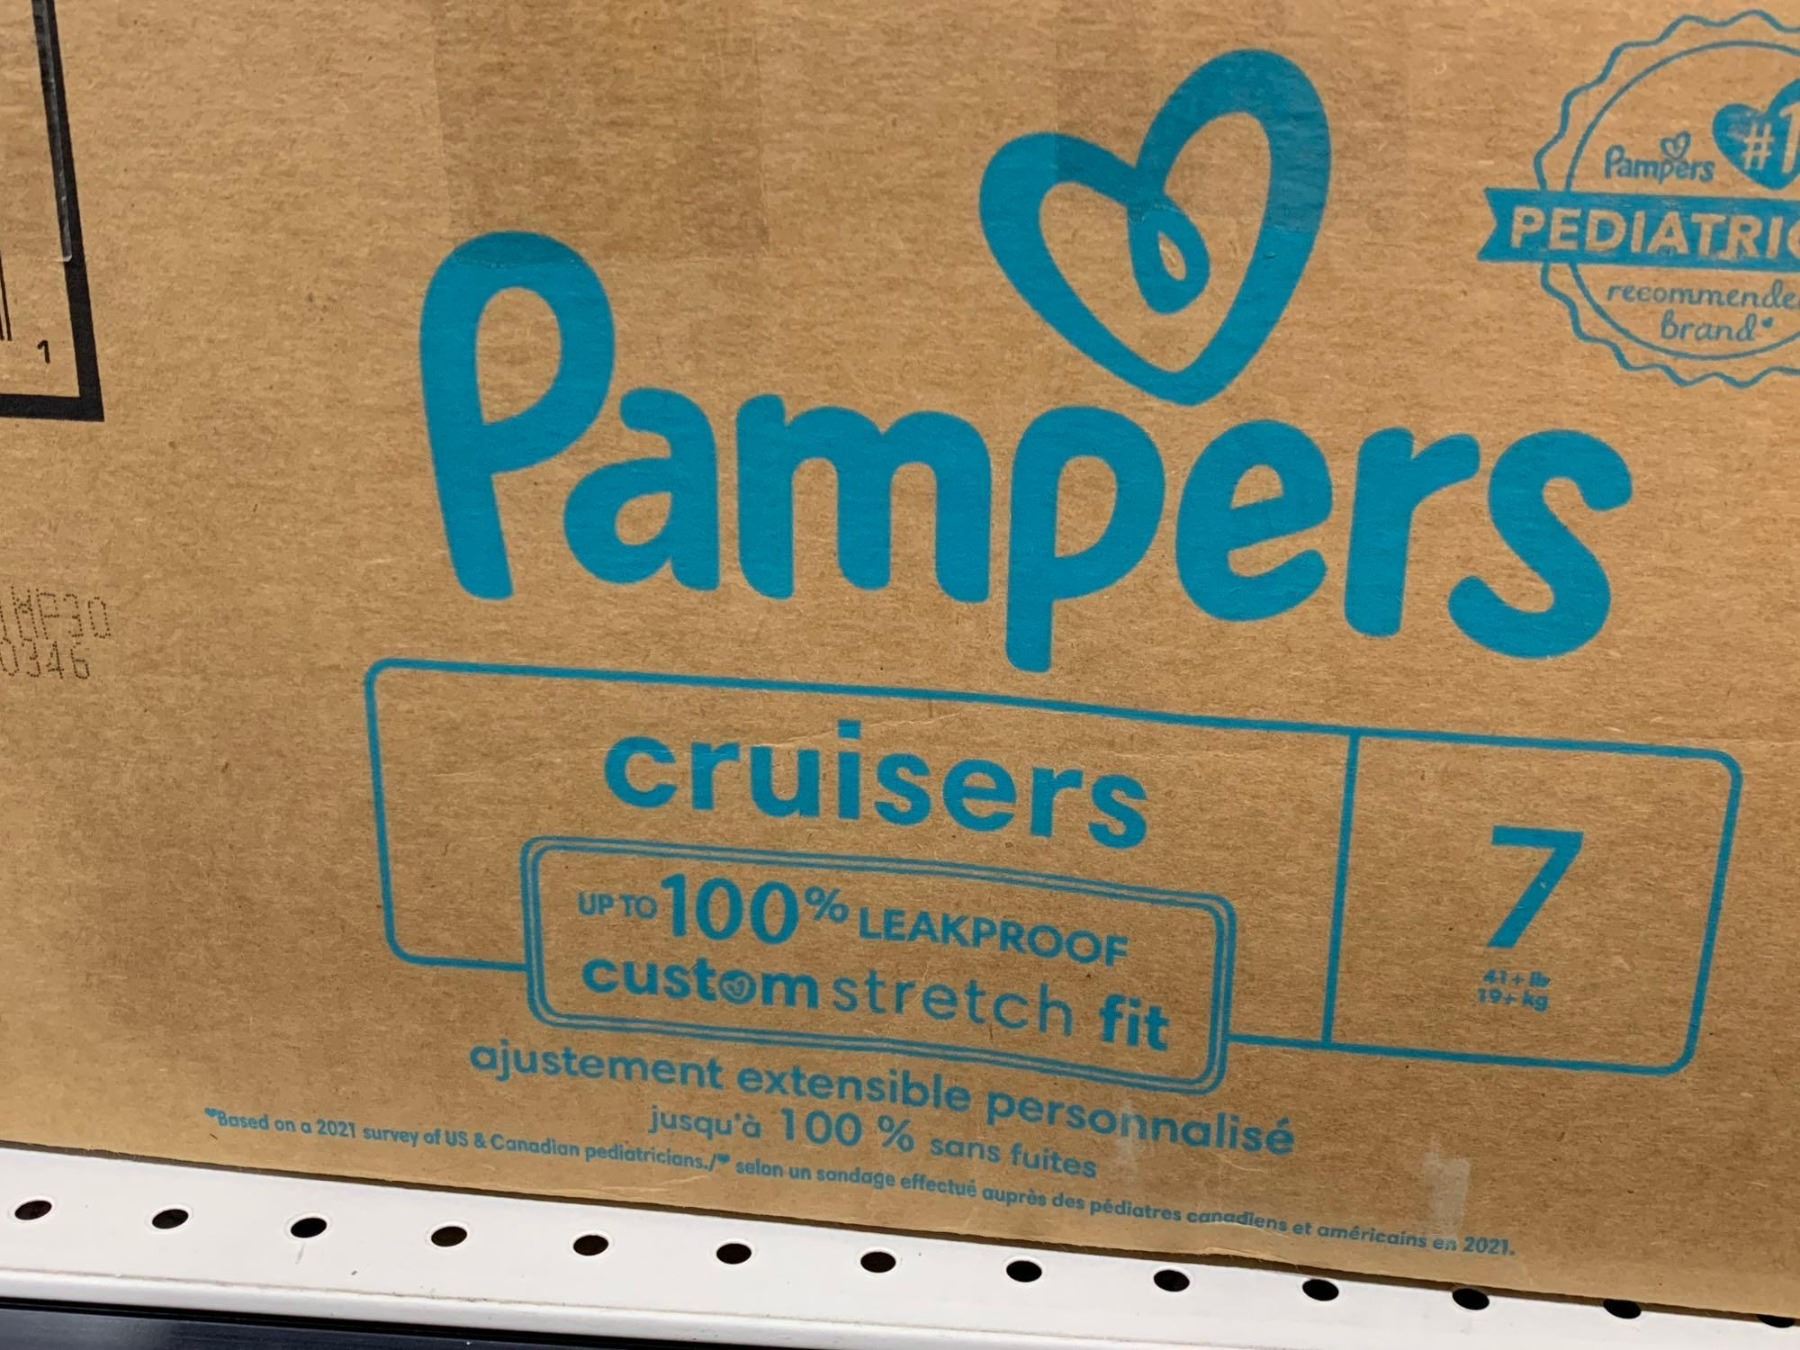 Pampers
#1
PEDIATRIC
recommende
brand
1
Pampers
0346
cruisers
7
41+ lb
19+ kg
UP TO 100% LEAKPROOF
custom stretch fit
ajustement extensible personnalisé
jusqu'à 100 % sans fuites
Based on a 2021 survey of US & Canadian pediatricians./ selon un sondage effectué auprès des pédiatres canadiens et américains en 2021.